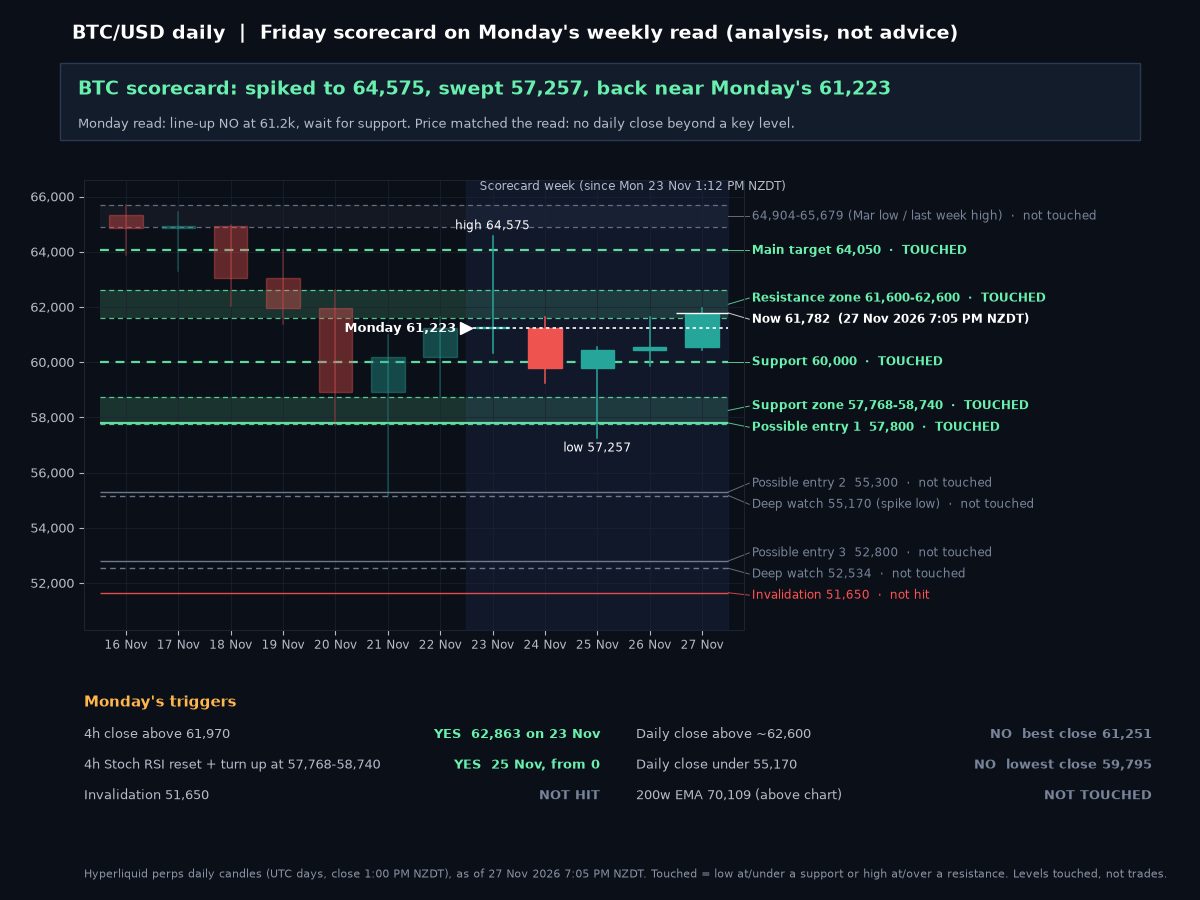 BTC/USD daily  |  Friday scorecard on Monday's weekly read (analysis, not advice)
BTC scorecard: spiked to 64,575, swept 57,257, back near Monday's 61,223
Monday read: line-up NO at 61.2k, wait for support. Price matched the read: no daily close beyond a key level.
Scorecard week (since Mon 23 Nov 1:12 PM NZDT)
66,000
64,904-65,679 (Mar low / last week high)  ·  not touched
high 64,575
64,000
Main target 64,050  ·  TOUCHED
Resistance zone 61,600-62,600  ·  TOUCHED
62,000
Now 61,782  (27 Nov 2026 7:05 PM NZDT)
Monday 61,223
60,000
Support 60,000  ·  TOUCHED
Support zone 57,768-58,740  ·  TOUCHED
58,000
Possible entry 1  57,800  ·  TOUCHED
low 57,257
56,000
Possible entry 2  55,300  ·  not touched
Deep watch 55,170 (spike low)  ·  not touched
54,000
Possible entry 3  52,800  ·  not touched
Deep watch 52,534  ·  not touched
52,000
Invalidation 51,650  ·  not hit
16 Nov 17 Nov 18 Nov 19 Nov 20 Nov 21 Nov 22 Nov 23 Nov 24 Nov 25 Nov 26 Nov 27 Nov
Monday's triggers
4h close above 61,970 YES  62,863 on 23 Nov
Daily close above ~62,600 NO  best close 61,251
4h Stoch RSI reset + turn up at 57,768-58,740 YES  25 Nov, from 0
Daily close under 55,170 NO  lowest close 59,795
Invalidation 51,650 NOT HIT
200w EMA 70,109 (above chart) NOT TOUCHED
Hyperliquid perps daily candles (UTC days, close 1:00 PM NZDT), as of 27 Nov 2026 7:05 PM NZDT. Touched = low at/under a support or high at/over a resistance. Levels touched, not trades.